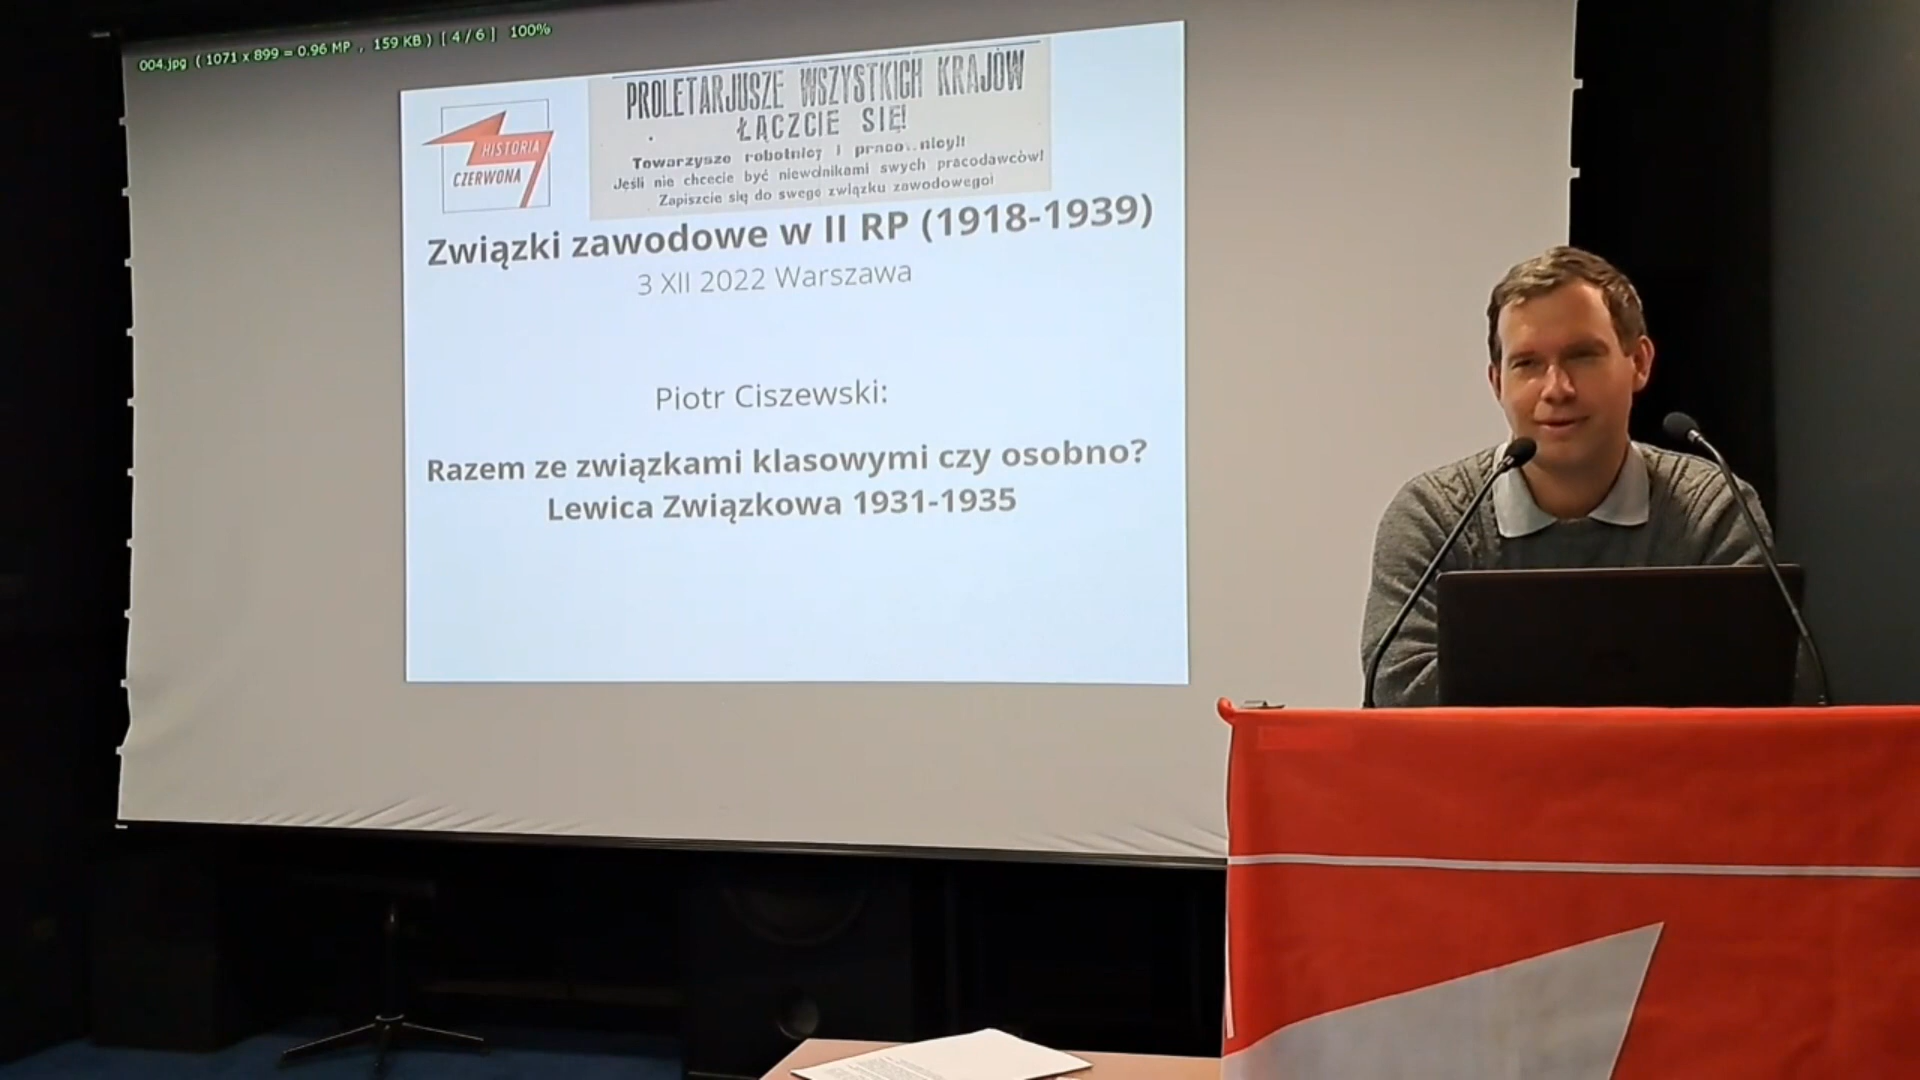 004.jpg ( 1071 x 899 = 0.96 MP , 159 KB ) [ 4 / 6 ] 100%
HISTORIA
CZERWONA
PROLETARJUSZE WSZYSTKICH KRAJÓW
ŁĄCZCIE SIĘ!
Towarzysze robotnicy i
Jeśli nie chcecie być niewolnikami swych pracodawców!
Zapiszcie się do swego związku zawodowego!
Związki zawodowe w II RP (1918-1939)
3 XII 2022 Warszawa
Piotr Ciszewski:
Razem ze związkami klasowymi czy osobno?
Lewica Związkowa 1931-1935